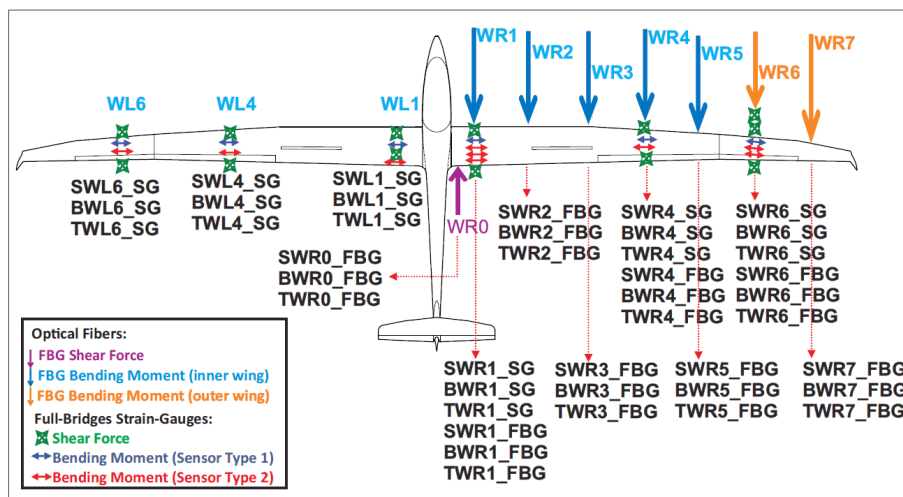 WR1
WR2
WR3
WR4
WR5
WR6
WR7
WL6
WL4
WL1
WR0
SWL6_SG
BWL6_SG
TWL6_SG
SWL4_SG
BWL4_SG
TWL4_SG
SWL1_SG
BWL1_SG
TWL1_SG
SWR0_FBG
BWR0_FBG
TWR0_FBG
SWR2_FBG
BWR2_FBG
TWR2_FBG
SWR4_SG
BWR4_SG
TWR4_SG
SWR4_FBG
BWR4_FBG
TWR4_FBG
SWR6_SG
BWR6_SG
TWR6_SG
SWR6_FBG
BWR6_FBG
TWR6_FBG
SWR1_SG
BWR1_SG
TWR1_SG
SWR1_FBG
BWR1_FBG
TWR1_FBG
SWR3_FBG
BWR3_FBG
TWR3_FBG
SWR5_FBG
BWR5_FBG
TWR5_FBG
SWR7_FBG
BWR7_FBG
TWR7_FBG
Optical Fibers:
FBG Shear Force
FBG Bending Moment (inner wing)
FBG Bending Moment (outer wing)
Full-Bridges Strain-Gauges:
Shear Force
Bending Moment (Sensor Type 1)
Bending Moment (Sensor Type 2)